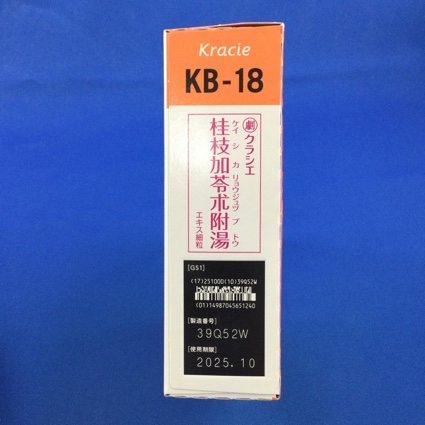 Kracie
KB-18
劇 クラシエ
ケイ シ カ リョウジュツ ブ トウ
桂枝加苓朮附湯
エキス細粒
[GS1]
(17)251000(10)39Q52W
(01)14987045651240
[製造番号]
39Q52W
[使用期限]
2025.10